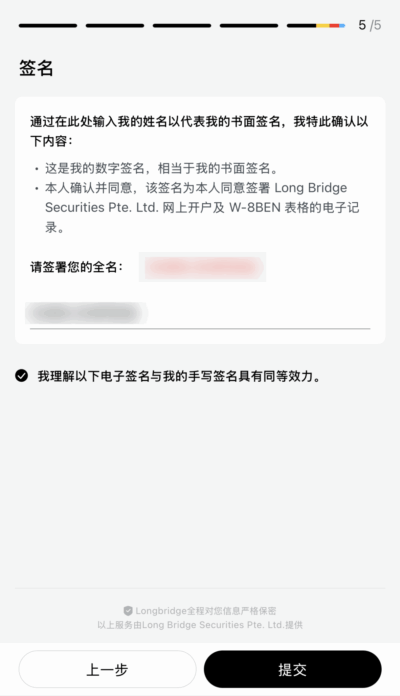 5 /5
签名
通过在此处输入我的姓名以代表我的书面签名，我特此确认以
下内容：
• 这是我的数字签名，相当于我的书面签名。
• 本人确认并同意，该签名为本人同意签署 Long Bridge
Securities Pte. Ltd. 网上开户及 W-8BEN 表格的电子记
录。
请签署您的全名：
我理解以下电子签名与我的手写签名具有同等效力。
Longbridge全程对您信息严格保密
以上服务由Long Bridge Securities Pte. Ltd.提供
上一步
提交